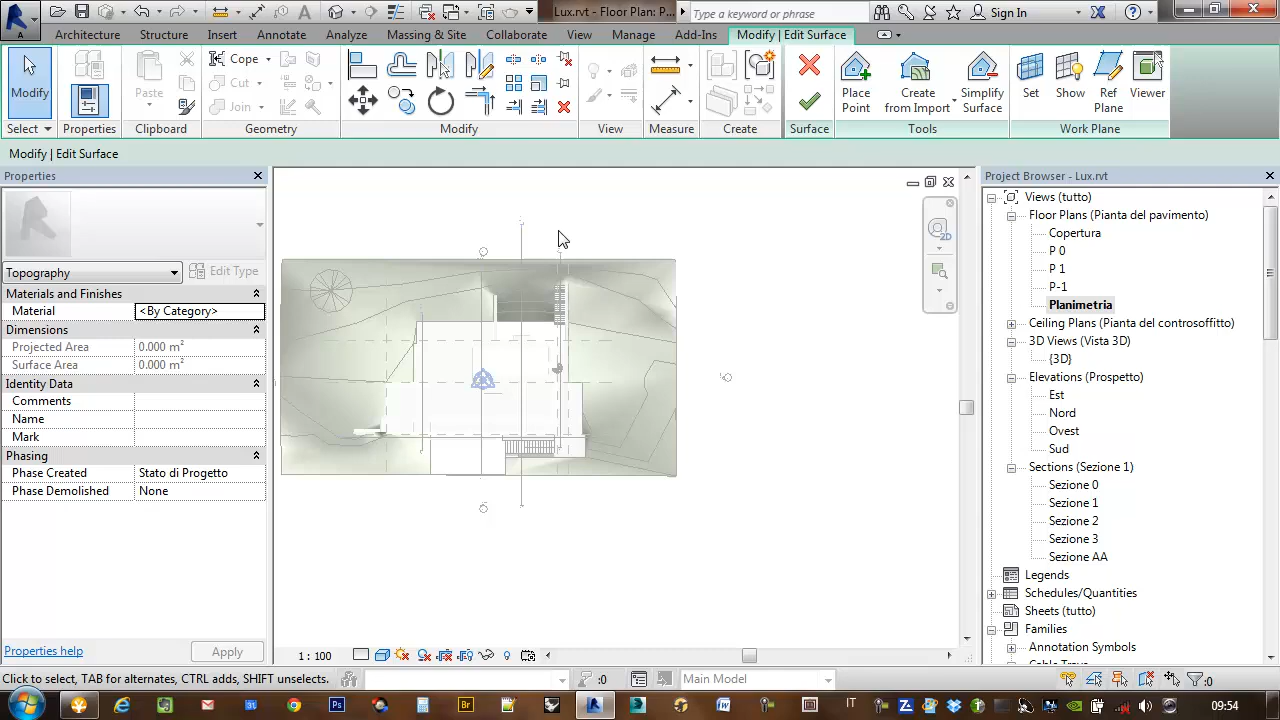 Lux.rvt - Floor Plan: P...
Type a keyword or phrase
Sign In
Architecture
Structure
Insert
Annotate
Analyze
Massing & Site
Collaborate
View
Manage
Add-Ins
Modify | Edit Surface
Modify
Paste
Cope
Cut
Join
Place
Point
Create
from Import
Simplify
Surface
Set
Show
Ref
Plane
Viewer
Select
Properties
Clipboard
Geometry
Modify
View
Measure
Create
Surface
Tools
Work Plane
Modify | Edit Surface
Properties
Topography
Edit Type
Materials and Finishes
Material
<By Category>
Dimensions
Projected Area
0.000 m²
Surface Area
0.000 m²
Identity Data
Comments
Name
Mark
Phasing
Phase Created
Stato di Progetto
Phase Demolished
None
Properties help
Apply
2D
1 : 100
Project Browser - Lux.rvt
Views (tutto)
Floor Plans (Pianta del pavimento)
Copertura
P 0
P 1
P-1
Planimetria
Ceiling Plans (Pianta del controsoffitto)
3D Views (Vista 3D)
{3D}
Elevations (Prospetto)
Est
Nord
Ovest
Sud
Sections (Sezione 1)
Sezione 0
Sezione 1
Sezione 2
Sezione 3
Sezione AA
Legends
Schedules/Quantities
Sheets (tutto)
Families
Annotation Symbols
Cable Trays
Click to select, TAB for alternates, CTRL adds, SHIFT unselects.
:0
Main Model
:0
Ps
Br
IT
09:54